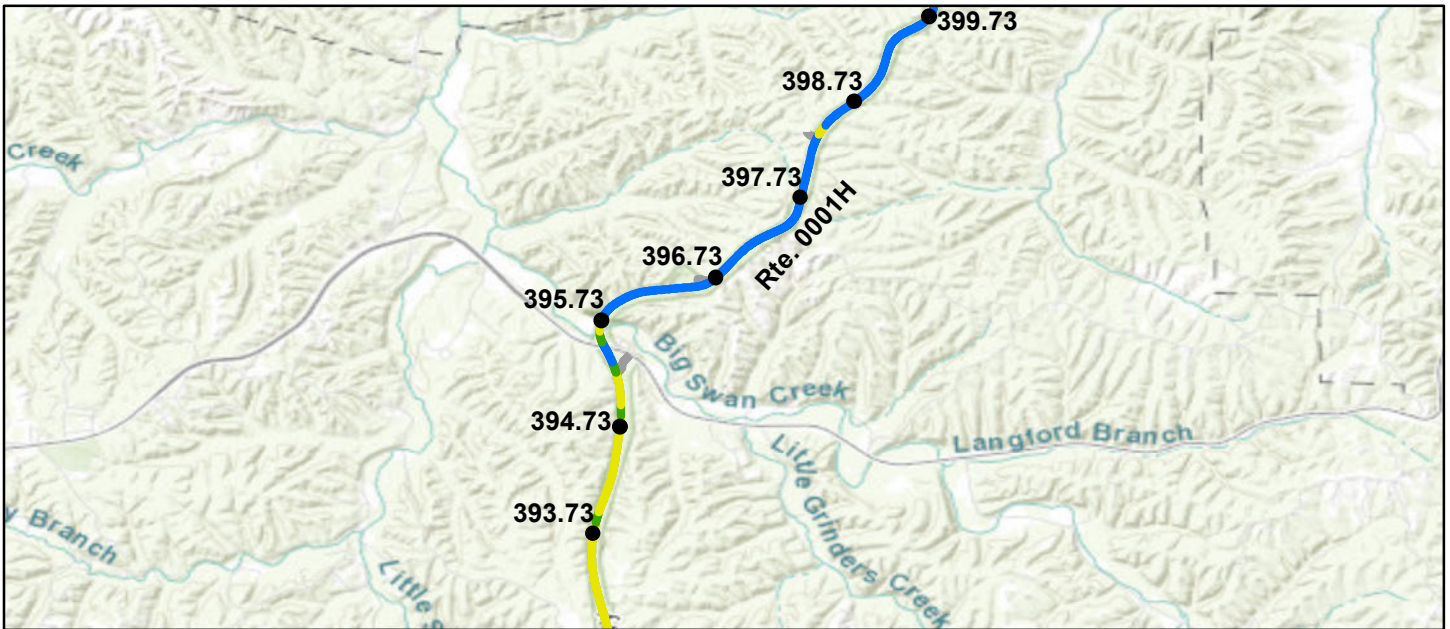 399.73
398.73
Creek
397.73
Rte. 0001H
396.73
395.73
Big Swan Creek
394.73
Langford Branch
Little Grinders Creek
393.73
Branch
Little